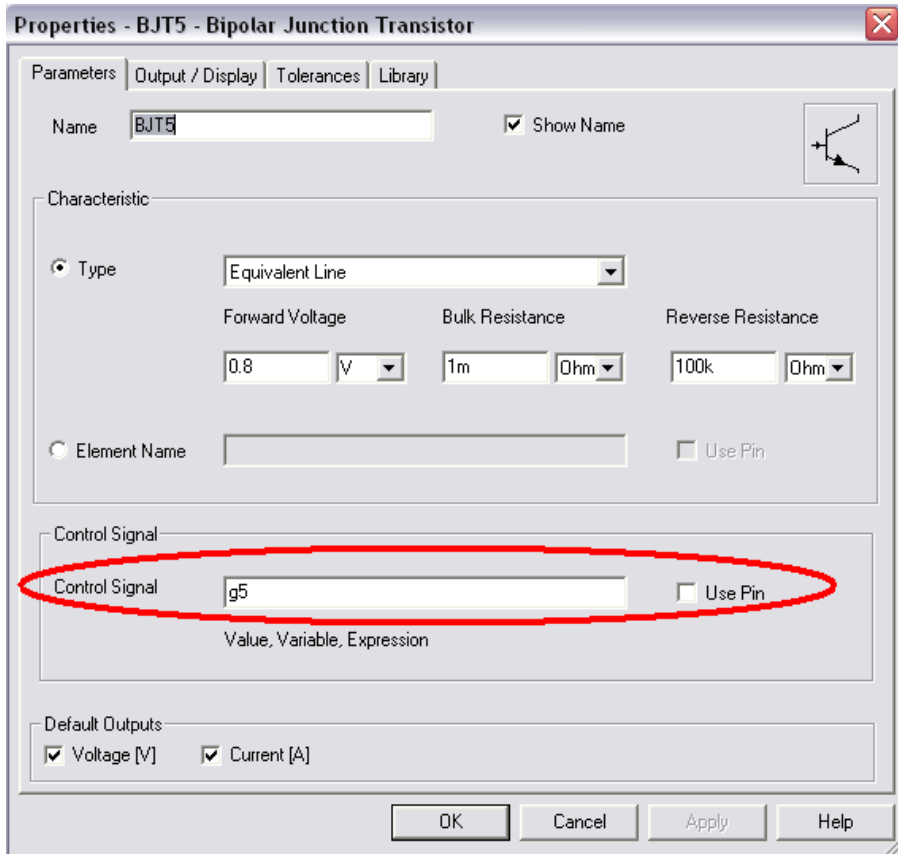 Properties - BJT5 - Bipolar Junction Transistor
Parameters Output / Display Tolerances Library
Name BJT5 Show Name
Characteristic
Type Equivalent Line
Forward Voltage Bulk Resistance Reverse Resistance
0.8 V 1m Ohm 100k Ohm
Element Name Use Pin
Control Signal
Control Signal g5 Use Pin
Value, Variable, Expression
Default Outputs
Voltage [V] Current [A]
OK Cancel Apply Help